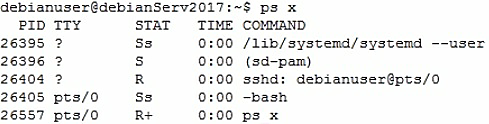 debianuser@debianServ2017:~$ ps x
  PID TTY      STAT   TIME COMMAND
26395 ?        Ss     0:00 /lib/systemd/systemd --user
26396 ?        S      0:00 (sd-pam)
26404 ?        R      0:00 sshd: debianuser@pts/0
26405 pts/0    Ss     0:00 -bash
26557 pts/0    R+     0:00 ps x